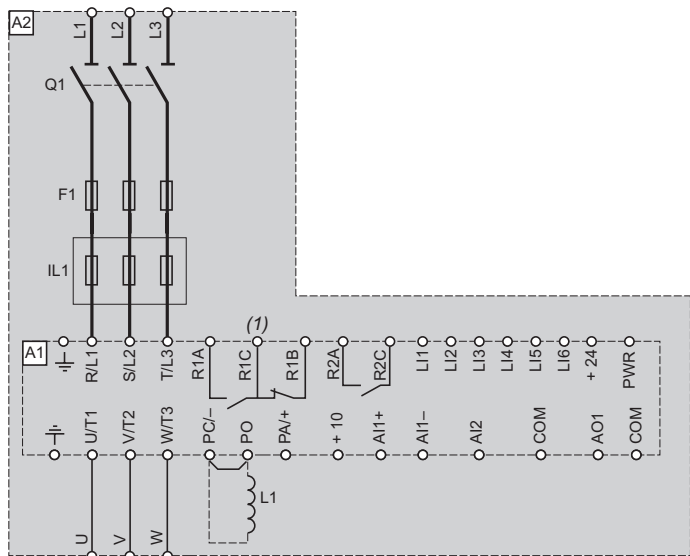 A2
L1
L2
L3
Q1
F1
IL1
(1)
A1
R/L1
S/L2
T/L3
R1A
R1C
R1B
R2A
R2C
LI1
LI2
LI3
LI4
LI5
LI6
+ 24
PWR
U/T1
V/T2
W/T3
PC/–
PO
PA/+
+ 10
AI1+
AI1–
AI2
COM
AO1
COM
L1
U
V
W